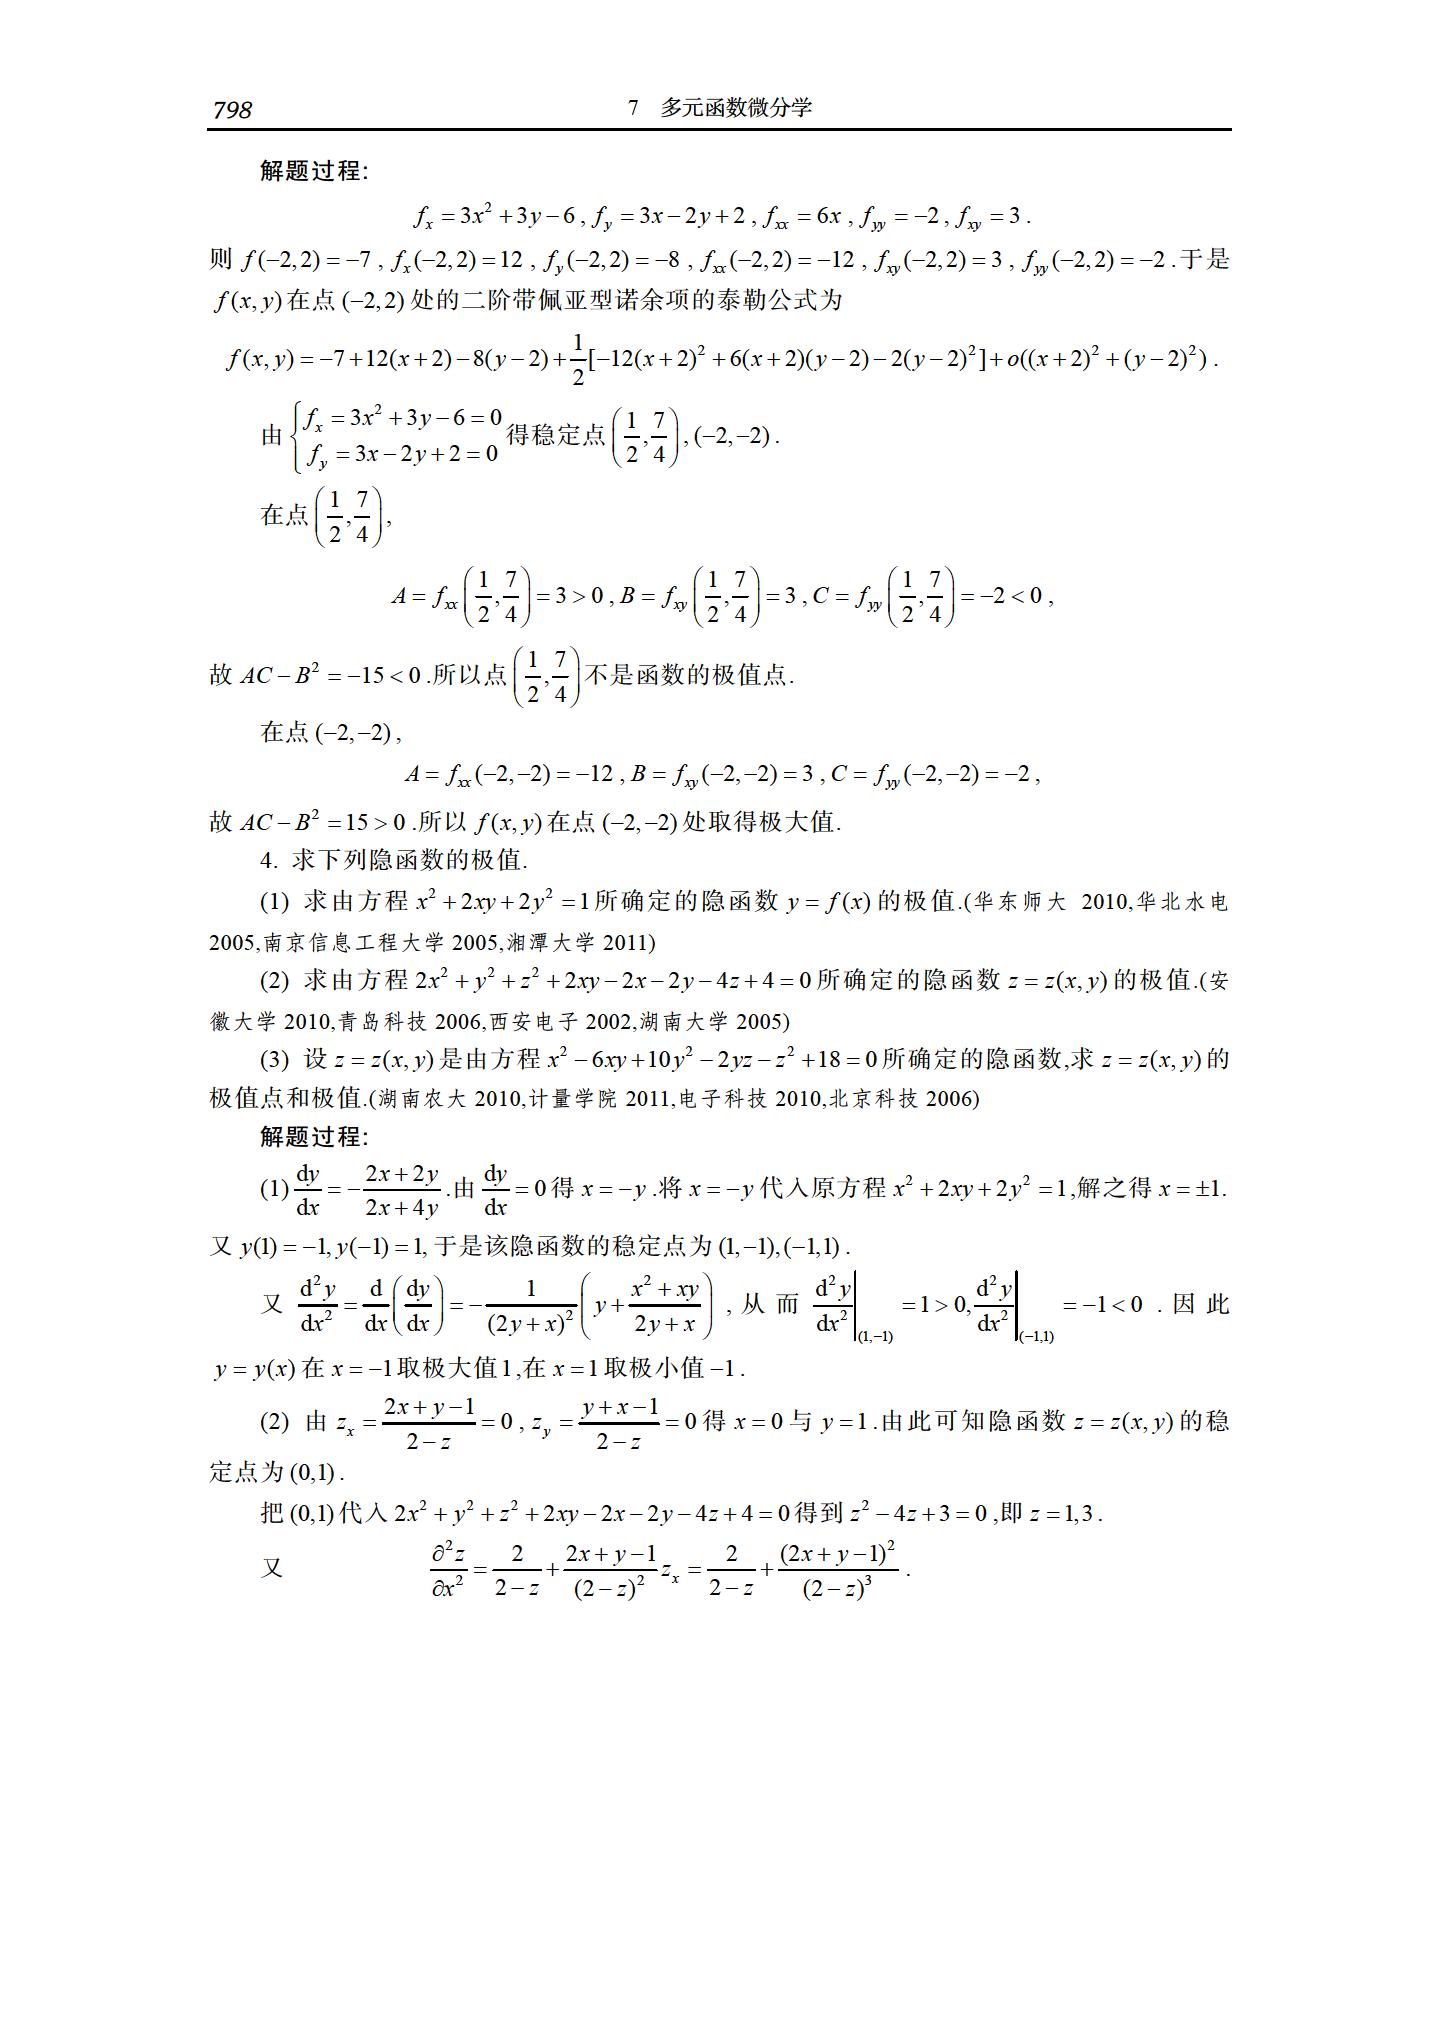 798
7 多元函数微分学
解题过程:
$f_x = 3x^2 + 3y - 6, f_y = 3x - 2y + 2, f_{xx} = 6x, f_{yy} = -2, f_{xy} = 3.$
则 $f(-2,2) = -7, f_x(-2,2) = 12, f_y(-2,2) = -8, f_{xx}(-2,2) = -12, f_{xy}(-2,2) = 3, f_{yy}(-2,2) = -2$.于是
$f(x,y)$在点$(-2,2)$处的二阶带佩亚型诺余项的泰勒公式为
$f(x,y) = -7 + 12(x+2) - 8(y-2) + \frac{1}{2}[-12(x+2)^2 + 6(x+2)(y-2) - 2(y-2)^2] + o((x+2)^2 + (y-2)^2).$
由$\begin{cases} f_x = 3x^2 + 3y - 6 = 0 \\ f_y = 3x - 2y + 2 = 0 \end{cases}$得稳定点$\left(\frac{1}{2},\frac{7}{4}\right),(-2,-2).$
在点$\left(\frac{1}{2},\frac{7}{4}\right)$,
$A = f_{xx}\left(\frac{1}{2},\frac{7}{4}\right) = 3 > 0, B = f_{xy}\left(\frac{1}{2},\frac{7}{4}\right) = 3, C = f_{yy}\left(\frac{1}{2},\frac{7}{4}\right) = -2 < 0,$
故 $AC - B^2 = -15 < 0$.所以点$\left(\frac{1}{2},\frac{7}{4}\right)$不是函数的极值点.
在点$(-2,-2)$,
$A = f_{xx}(-2,-2) = -12, B = f_{xy}(-2,-2) = 3, C = f_{yy}(-2,-2) = -2,$
故 $AC - B^2 = 15 > 0$.所以 $f(x,y)$在点$(-2,-2)$处取得极大值.
4. 求下列隐函数的极值.
(1) 求由方程 $x^2 + 2xy + 2y^2 = 1$所确定的隐函数 $y = f(x)$ 的极值.(华东师大 2010,华北水电
2005,南京信息工程大学 2005,湘潭大学 2011)
(2) 求由方程 $2x^2 + y^2 + z^2 + 2xy - 2x - 2y - 4z + 4 = 0$所确定的隐函数 $z = z(x,y)$的极值.(安
徽大学 2010,青岛科技 2006,西安电子 2002,湖南大学 2005)
(3) 设 $z = z(x,y)$是由方程 $x^2 - 6xy + 10y^2 - 2yz - z^2 + 18 = 0$所确定的隐函数,求 $z = z(x,y)$的
极值点和极值.(湖南农大 2010,计量学院 2011,电子科技 2010,北京科技 2006)
解题过程:
(1)$\frac{dy}{dx} = -\frac{2x+2y}{2x+4y}$.由$\frac{dy}{dx} = 0$得 $x = -y$.将 $x = -y$代入原方程 $x^2 + 2xy + 2y^2 = 1$,解之得 $x = \pm 1$.
又 $y(1) = -1, y(-1) = 1,$于是该隐函数的稳定点为$(1,-1),(-1,1)$.
又 $\frac{d^2y}{dx^2} = \frac{d}{dx}\left(\frac{dy}{dx}\right) = -\frac{1}{(2y+x)^2}\left(y + \frac{x^2+xy}{2y+x}\right)$,从而$\left.\frac{d^2y}{dx^2}\right|_{(1,-1)} = 1 > 0, \left.\frac{d^2y}{dx^2}\right|_{(-1,1)} = -1 < 0$.因此
$y = y(x)$在 $x = -1$取极大值1,在 $x = 1$取极小值$-1$.
(2) 由 $z_x = \frac{2x+y-1}{2-z} = 0, z_y = \frac{y+x-1}{2-z} = 0$得 $x = 0$与 $y = 1$.由此可知隐函数 $z = z(x,y)$的稳
定点为$(0,1)$.
把$(0,1)$代入 $2x^2 + y^2 + z^2 + 2xy - 2x - 2y - 4z + 4 = 0$得到 $z^2 - 4z + 3 = 0$,即 $z = 1,3$.
又 $\frac{\partial^2 z}{\partial x^2} = \frac{2}{2-z} + \frac{2x+y-1}{(2-z)^2}z_x = \frac{2}{2-z} + \frac{(2x+y-1)^2}{(2-z)^3}.$